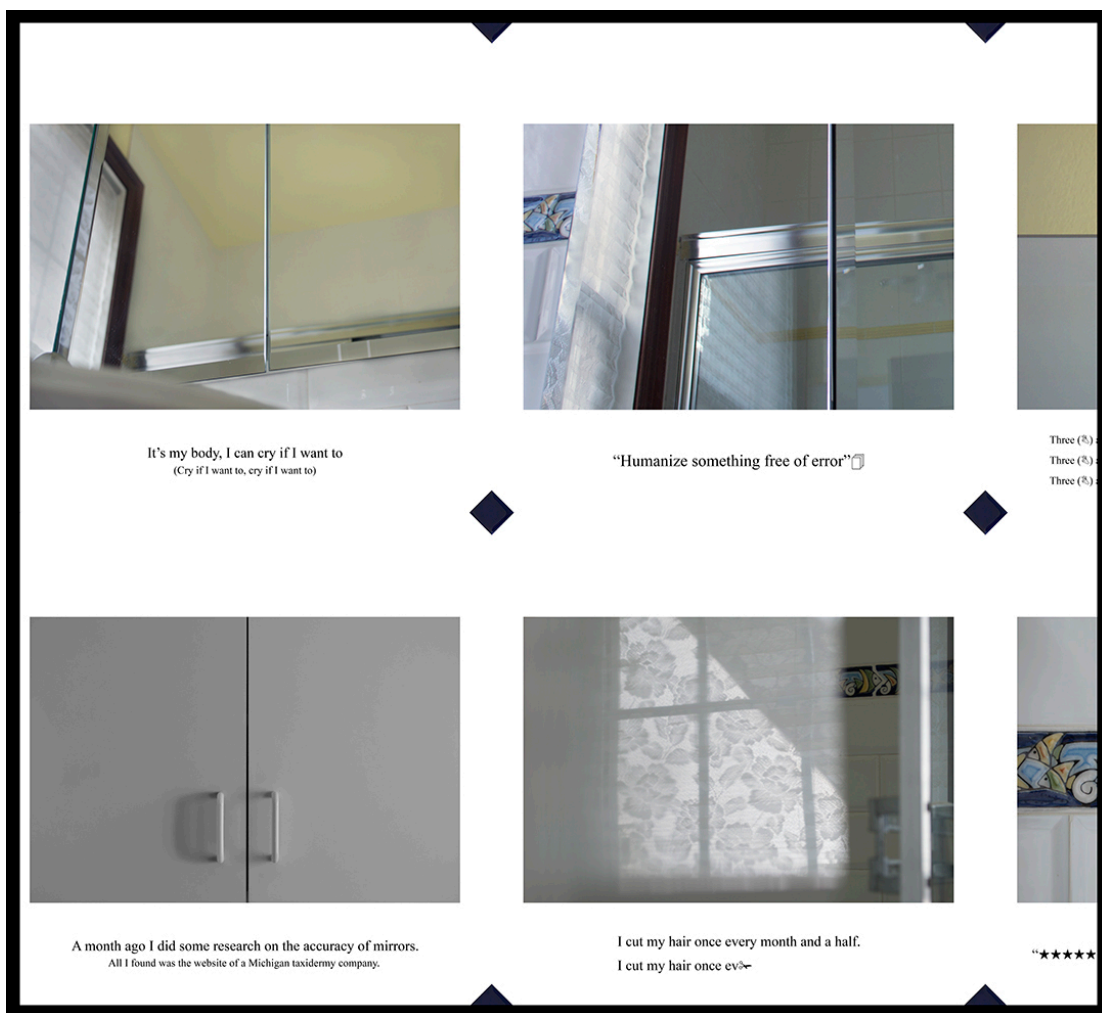 It’s my body, I can cry if I want to
(Cry if I want to, cry if I want to)
“Humanize something free of error”
Three (
Three (
Three (
A month ago I did some research on the accuracy of mirrors.
All I found was the website of a Michigan taxidermy company.
I cut my hair once every month and a half.
I cut my hair once ev✁
“★★★★★